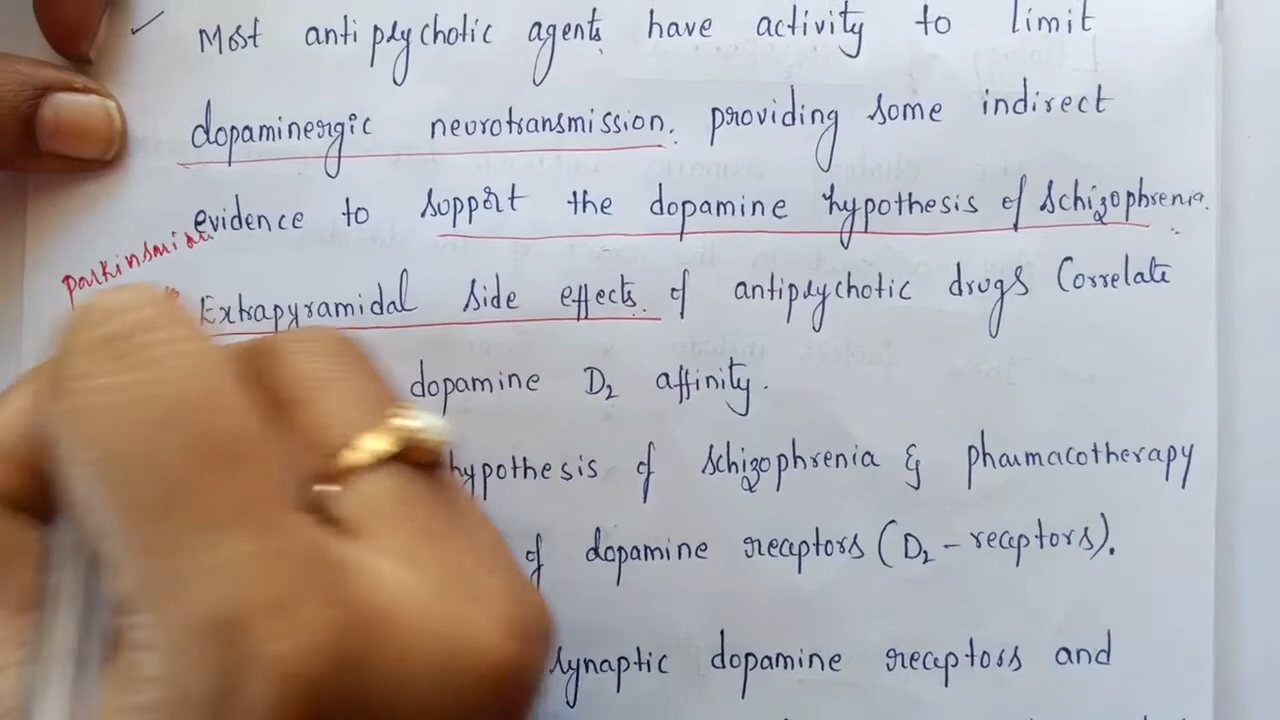 Most antipsychotic agents have activity to limit
dopaminergic neurotransmission. providing some indirect
evidence to support the dopamine hypothesis of schizophrenia.
parkinsmism
Extrapyramidal side effects. of antipsychotic drugs Correlate
dopamine D₂ affinity.
hypothesis of schizophrenia & pharmacotherapy
of dopamine receptors (D₂ - receptors).
synaptic dopamine receptors and